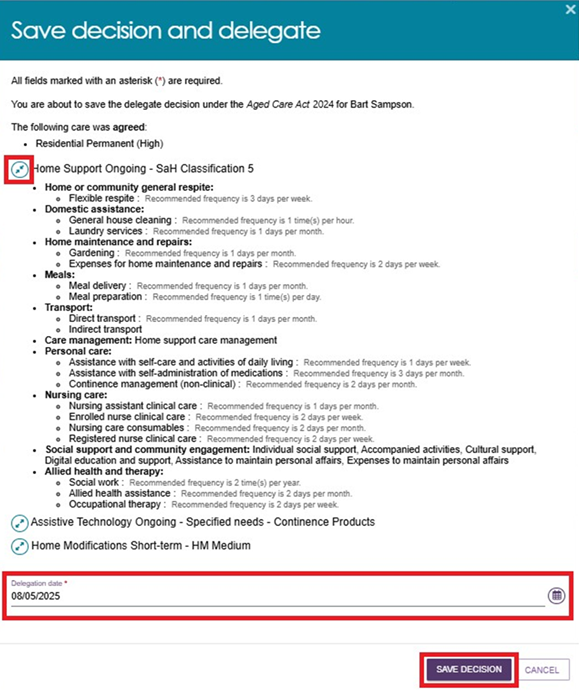 Save decision and delegate
All fields marked with an asterisk (*) are required.
You are about to save the delegate decision under the Aged Care Act 2024 for Bart Sampson.
The following care was agreed:
• Residential Permanent (High)
Home Support Ongoing - SaH Classification 5
• Home or community general respite:
Flexible respite : Recommended frequency is 3 days per week.
• Domestic assistance:
General house cleaning : Recommended frequency is 1 time(s) per hour.
Laundry services : Recommended frequency is 1 days per month.
• Home maintenance and repairs:
Gardening : Recommended frequency is 1 days per month.
Expenses for home maintenance and repairs : Recommended frequency is 2 days per week.
• Meals:
Meal delivery : Recommended frequency is 1 days per month.
Meal preparation : Recommended frequency is 1 time(s) per day.
• Transport:
Direct transport : Recommended frequency is 1 days per month.
Indirect transport
• Care management: Home support care management
• Personal care:
Assistance with self-care and activities of daily living : Recommended frequency is 1 days per week.
Assistance with self-administration of medications : Recommended frequency is 3 days per month.
Continence management (non-clinical) : Recommended frequency is 2 days per month.
• Nursing care:
Nursing assistant clinical care : Recommended frequency is 1 days per month.
Enrolled nurse clinical care : Recommended frequency is 2 days per week.
Nursing care consumables : Recommended frequency is 2 days per month.
Registered nurse clinical care : Recommended frequency is 2 days per week.
• Social support and community engagement: Individual social support, Accompanied activities, Cultural support,
Digital education and support, Assistance to maintain personal affairs, Expenses to maintain personal affairs
• Allied health and therapy:
Social work : Recommended frequency is 2 time(s) per year.
Allied health assistance : Recommended frequency is 2 days per month.
Occupational therapy : Recommended frequency is 2 days per week.
Assistive Technology Ongoing - Specified needs - Continence Products
Home Modifications Short-term - HM Medium
Delegation date *
08/05/2025
SAVE DECISION
CANCEL